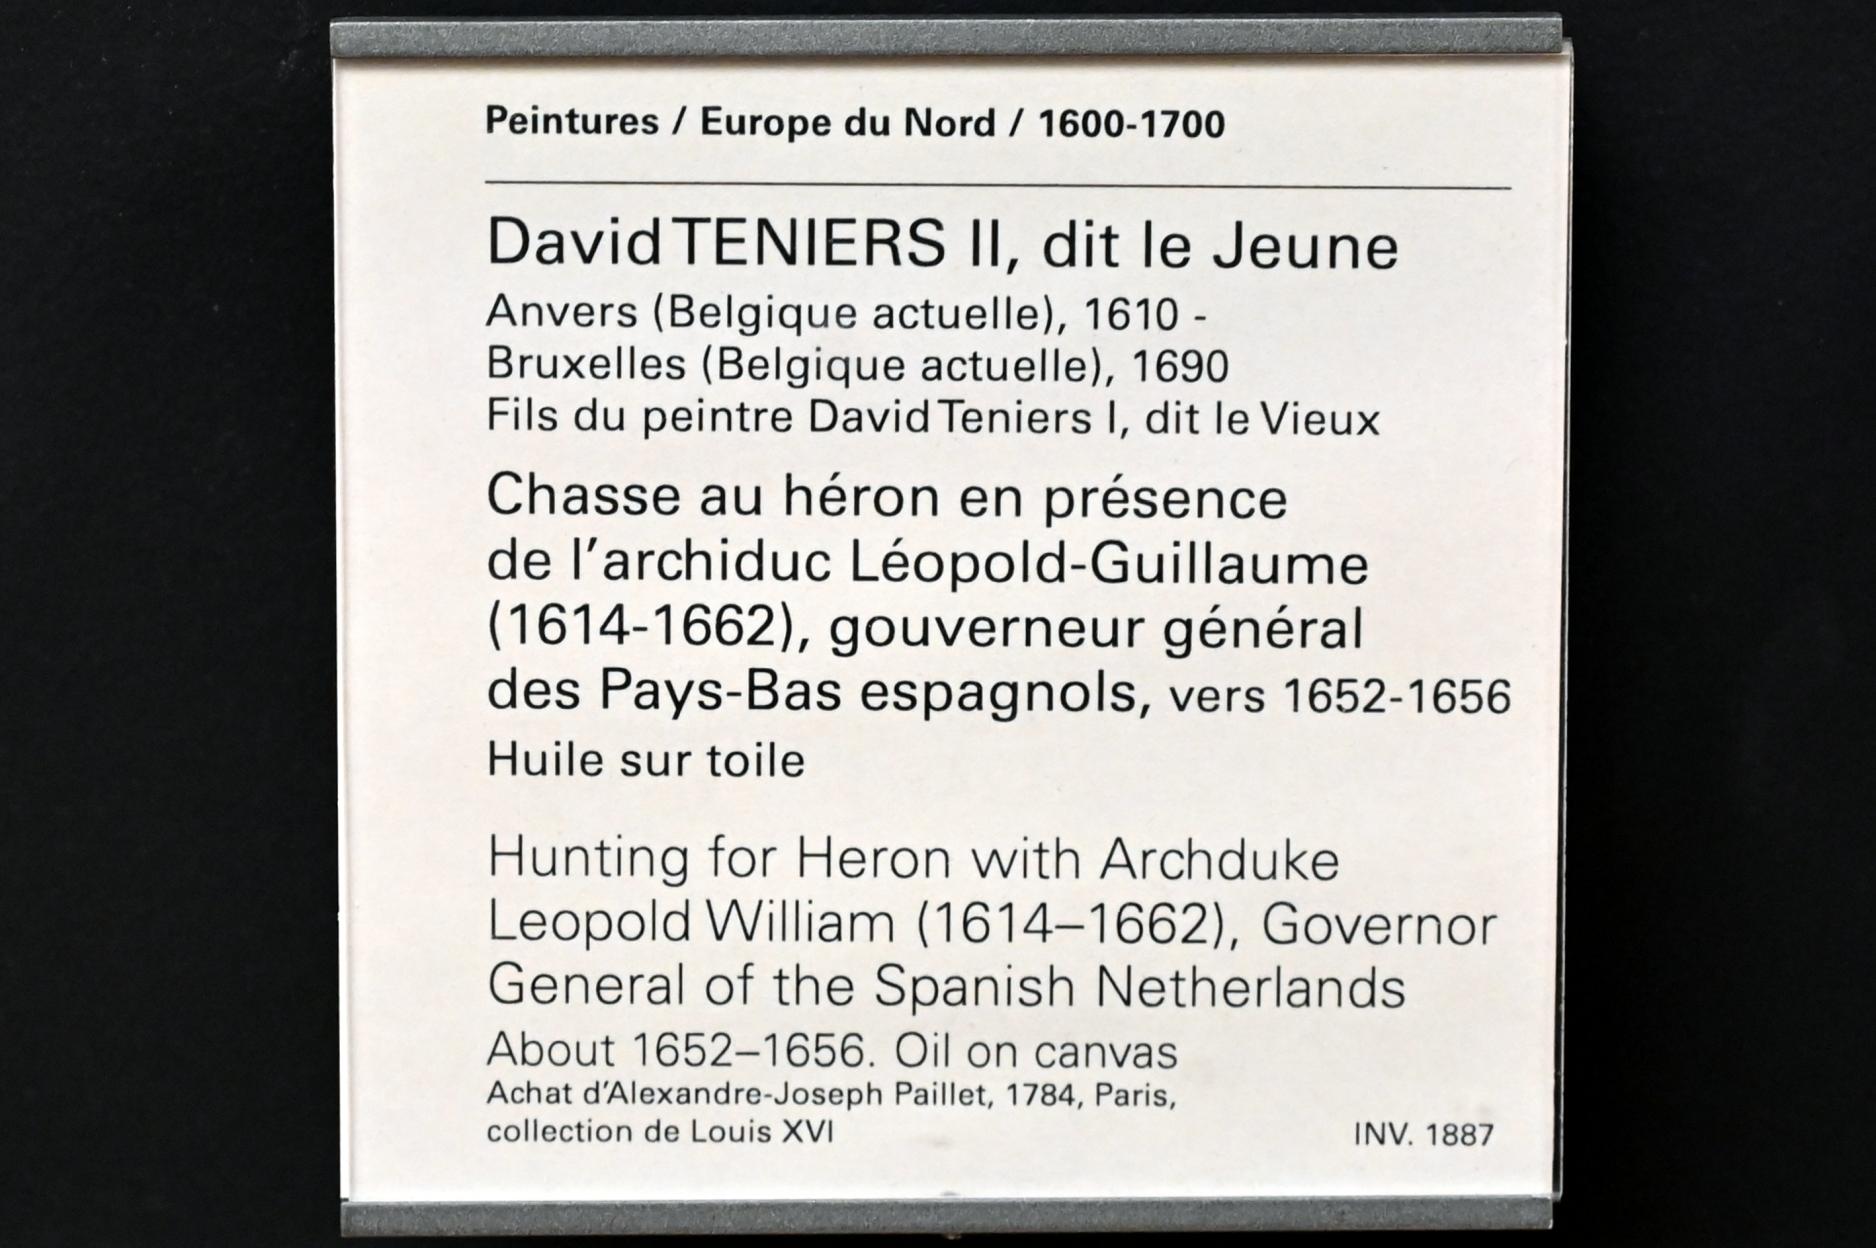 Peintures / Europe du Nord / 1600-1700
David TENIERS II, dit le Jeune
Anvers (Belgique actuelle), 1610 -
Bruxelles (Belgique actuelle), 1690
Fils du peintre David Teniers I, dit le Vieux
Chasse au héron en présence
de l'archiduc Léopold-Guillaume
(1614-1662), gouverneur général
des Pays-Bas espagnols, vers 1652-1656
Huile sur toile
Hunting for Heron with Archduke
Leopold William (1614–1662), Governor
General of the Spanish Netherlands
About 1652–1656. Oil on canvas
Achat d'Alexandre-Joseph Paillet, 1784, Paris,
collection de Louis XVI INV. 1887